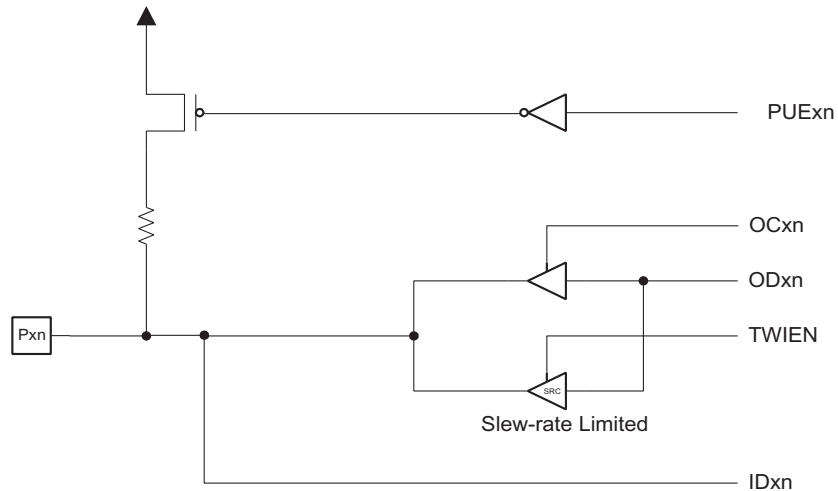 PUExn
OCxn
ODxn
Pxn
TWIEN
SRC
Slew-rate Limited
IDxn